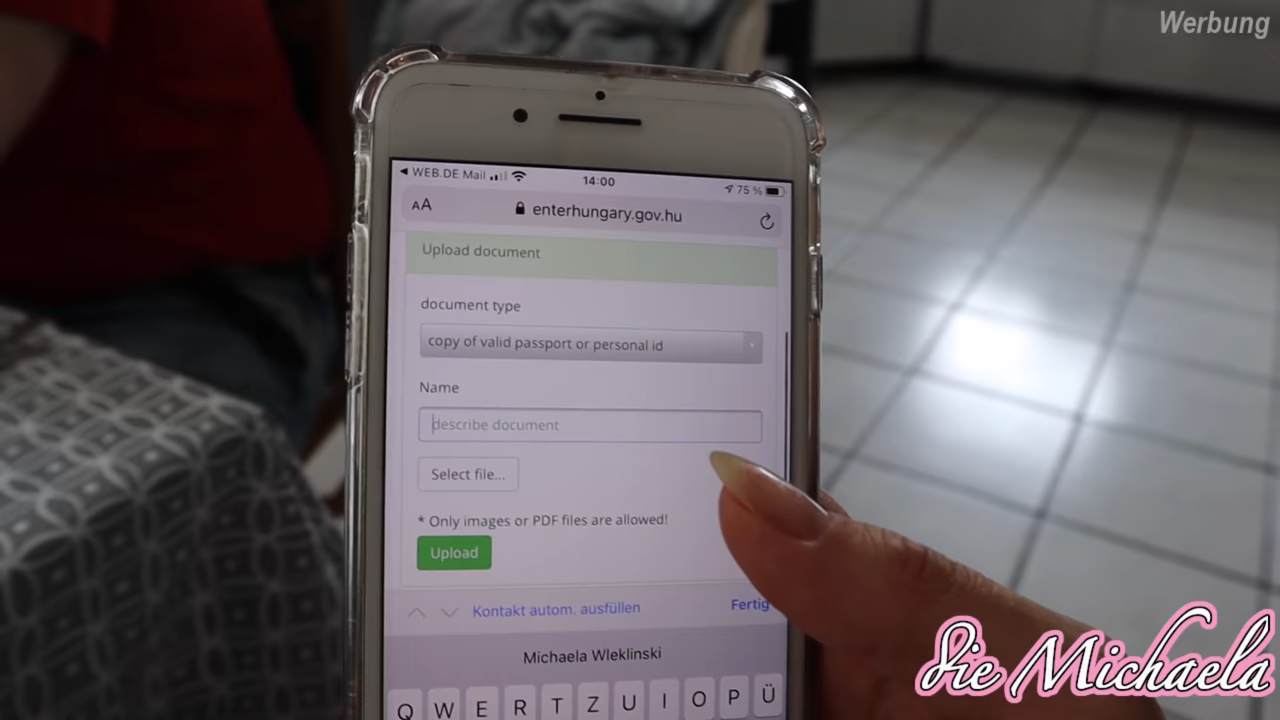 Werbung
WEB.DE Mail
14:00
75 %
AA
enterhungary.gov.hu
Upload document
document type
copy of valid passport or personal id
Name
describe document
Select file...
* Only images or PDF files are allowed!
Upload
Kontakt autom. ausfüllen
Fertig
Michaela Wleklinski
Q W E R T Z U I O P Ü
Die Michaela